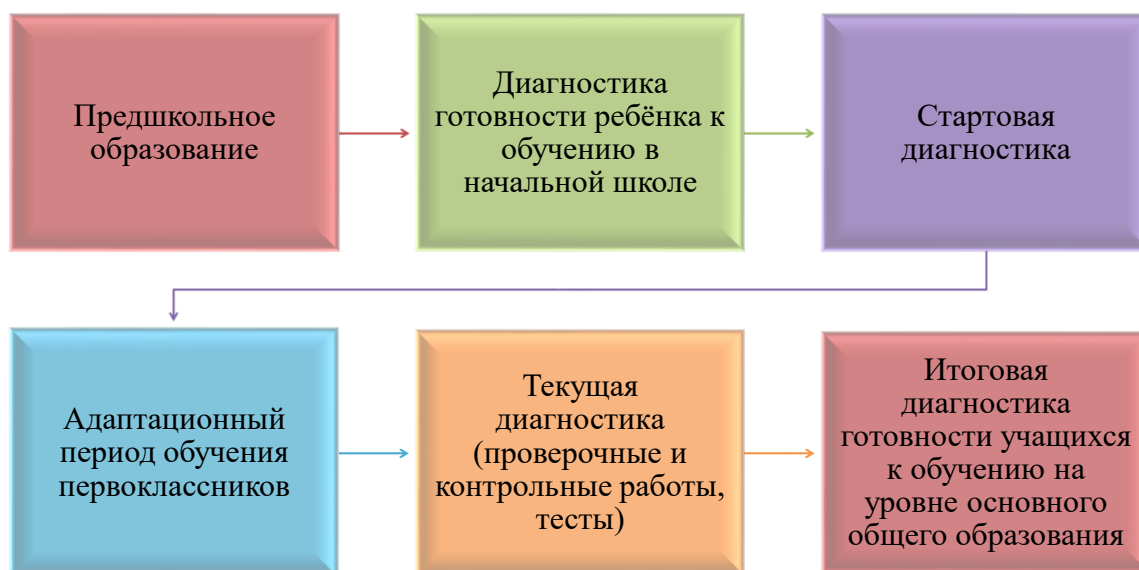 Предшкольное
образование
Диагностика
готовности ребёнка к
обучению в
начальной школе
Стартовая
диагностика
Адаптационный
период обучения
первоклассников
Текущая
диагностика
(проверочные и
контрольные работы,
тесты)
Итоговая
диагностика
готовности учащихся
к обучению на
уровне основного
общего образования